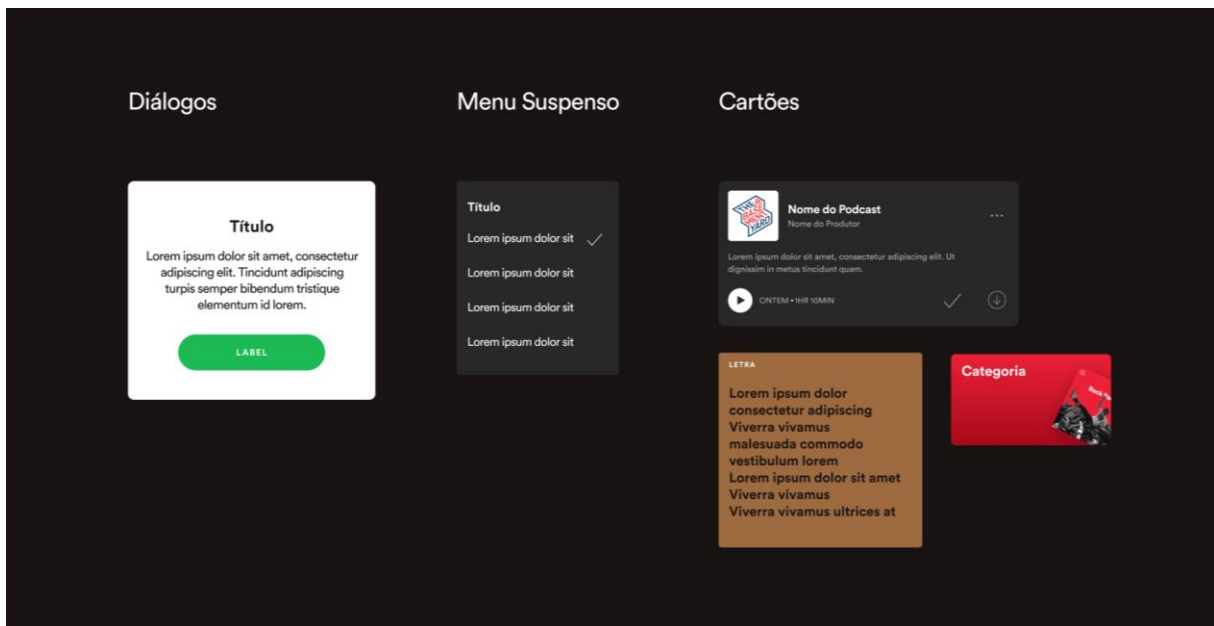 Diálogos
Menu Suspenso
Cartões
Título
Lorem ipsum dolor sit amet, consectetur
adipiscing elit. Tincidunt adipiscing
turpis semper bibendum tristique
elementum id lorem.
LABEL
Título
Lorem ipsum dolor sit
Lorem ipsum dolor sit
Lorem ipsum dolor sit
Lorem ipsum dolor sit
THE
BASE
MENT
YARD
Nome do Podcast
Nome do Produtor
Lorem ipsum dolor sit amet, consectetur adipiscing elit. Ut
dignissim in metus tincidunt quam.
ONTEM • 1HR 10MIN
LETRA
Lorem ipsum dolor
consectetur adipiscing
Viverra vivamus
malesuada commodo
vestibulum lorem
Lorem ipsum dolor sit amet
Viverra vivamus
Viverra vivamus ultrices at
Categoria